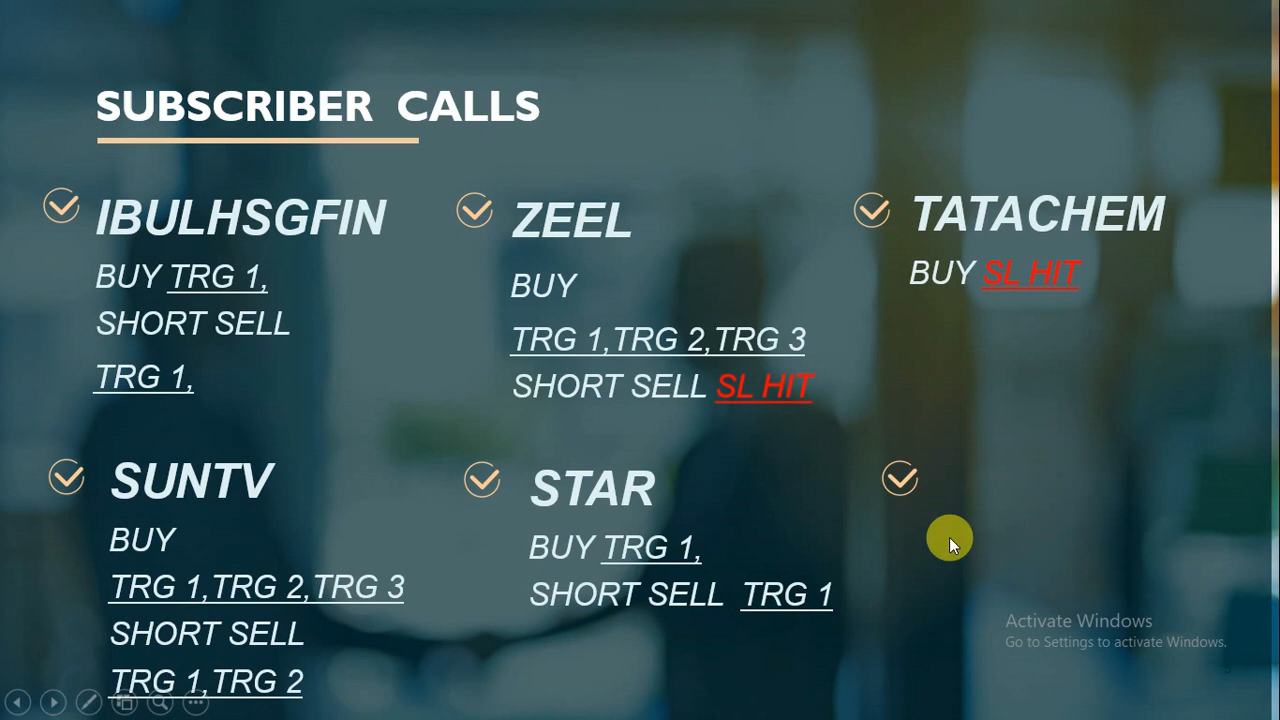 SUBSCRIBER CALLS
IBULHSGFIN
BUY TRG 1,
SHORT SELL
TRG 1,
ZEEL
BUY
TRG 1,TRG 2,TRG 3
SHORT SELL SL HIT
TATACHEM
BUY SL HIT
SUNTV
BUY
TRG 1,TRG 2,TRG 3
SHORT SELL
TRG 1,TRG 2
STAR
BUY TRG 1,
SHORT SELL TRG 1
Activate Windows
Go to Settings to activate Windows.